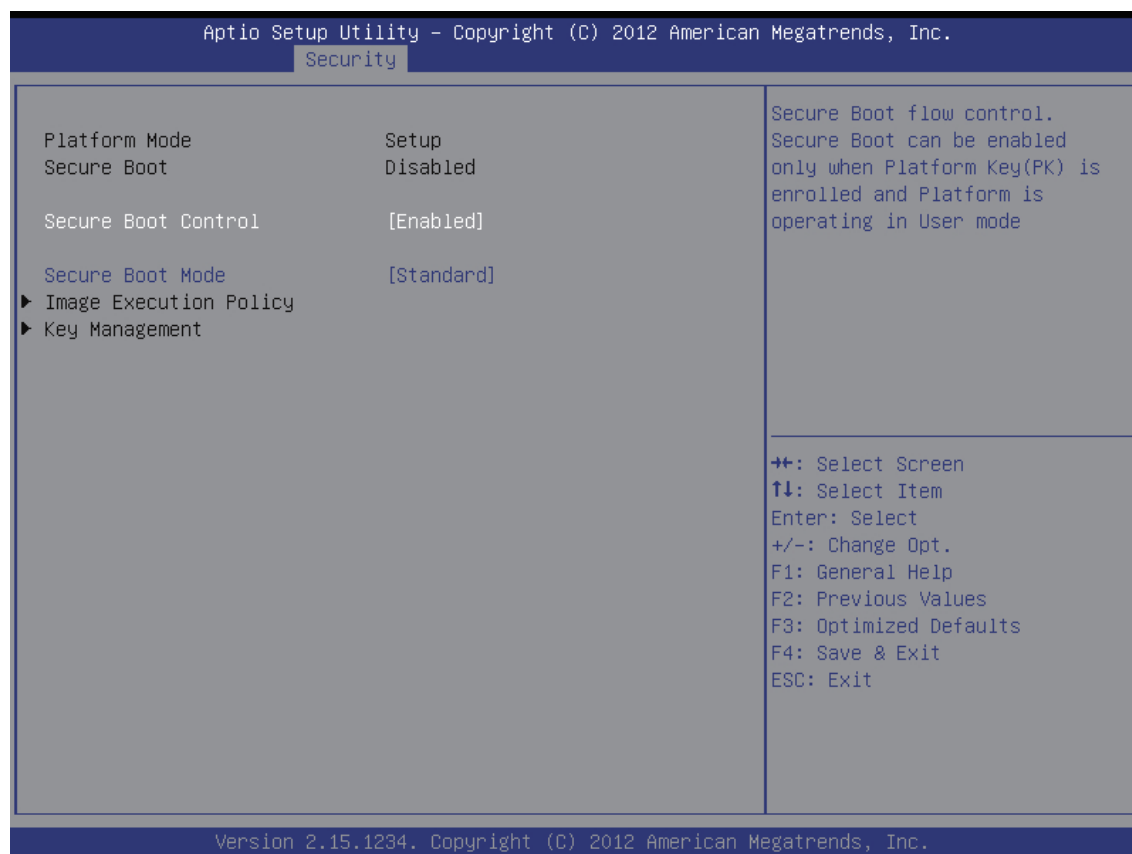 Aptio Setup Utility – Copyright (C) 2012 American Megatrends, Inc.
Security
Platform Mode Setup
Secure Boot Disabled
Secure Boot Control [Enabled]
Secure Boot Mode [Standard]
▶ Image Execution Policy
▶ Key Management
Secure Boot flow control.
Secure Boot can be enabled
only when Platform Key(PK) is
enrolled and Platform is
operating in User mode
→←: Select Screen
↑↓: Select Item
Enter: Select
+/-: Change Opt.
F1: General Help
F2: Previous Values
F3: Optimized Defaults
F4: Save & Exit
ESC: Exit
Version 2.15.1234. Copyright (C) 2012 American Megatrends, Inc.